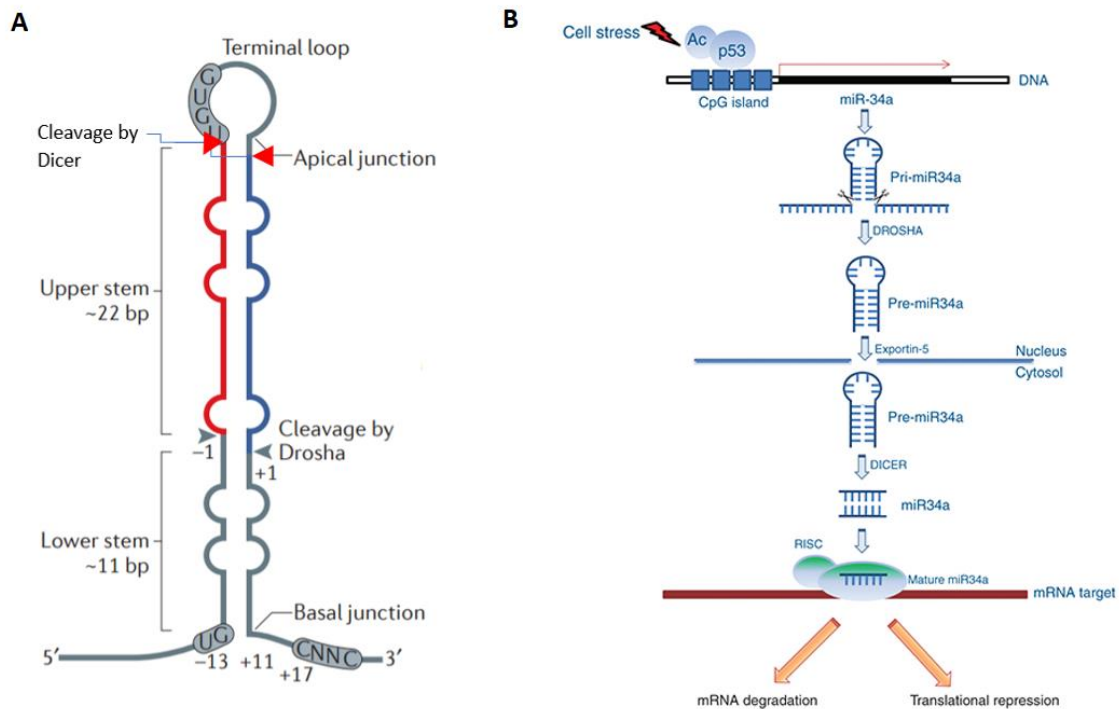 A
Terminal loop
G
U
G
U
Cleavage by
Dicer
Apical junction
Upper stem
~22 bp
Cleavage by
Drosha
–1
+1
Lower stem
~11 bp
Basal junction
UG
CNNC
5′
–13
+11
+17
3′
B
Cell stress
Ac
p53
DNA
CpG island
miR-34a
Pri-miR34a
DROSHA
Pre-miR34a
Exportin-5
Nucleus
Cytosol
Pre-miR34a
DICER
miR34a
RISC
Mature miR34a
mRNA target
mRNA degradation
Translational repression